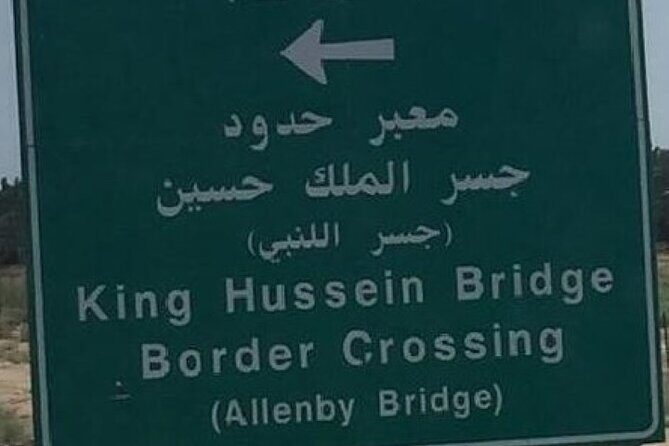 معبر حدود
جسر الملك حسين
(جسر اللنبي)
King Hussein Bridge
Border Crossing
(Allenby Bridge)